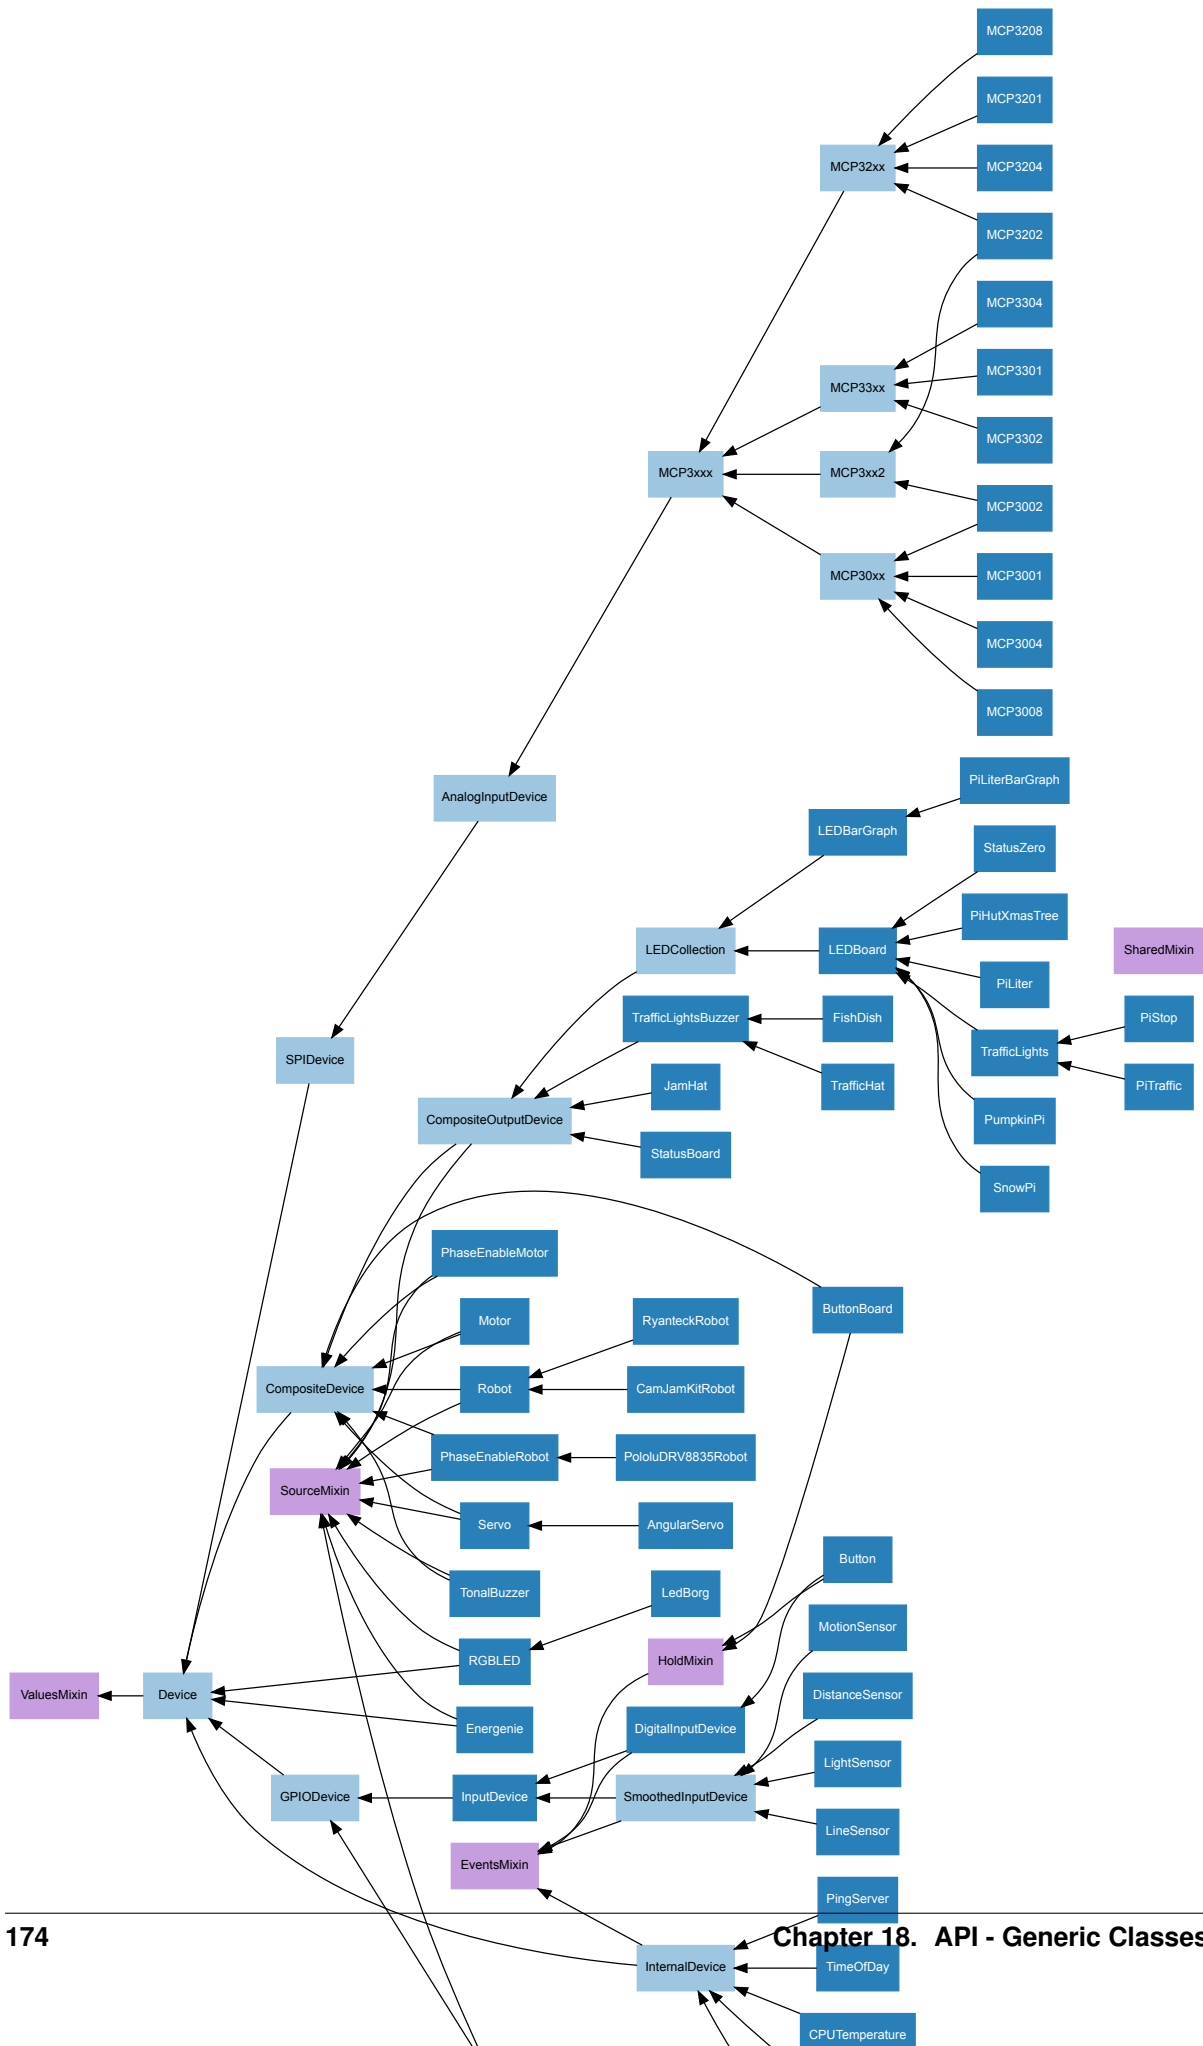 MCP3208
MCP3201
MCP32xx
MCP3204
MCP3202
MCP3304
MCP3301
MCP33xx
MCP3302
MCP3xxx
MCP3xx2
MCP3002
MCP30xx
MCP3001
MCP3004
MCP3008
PiLiterBarGraph
AnalogInputDevice
LEDBarGraph
StatusZero
PiHutXmasTree
LEDCollection
LEDBoard
SharedMixin
PiLiter
TrafficLightsBuzzer
FishDish
PiStop
SPIDevice
TrafficLights
JamHat
TrafficHat
PiTraffic
CompositeOutputDevice
PumpkinPi
StatusBoard
SnowPi
PhaseEnableMotor
ButtonBoard
Motor
RyanteckRobot
CompositeDevice
Robot
CamJamKitRobot
PhaseEnableRobot
PololuDRV8835Robot
SourceMixin
Servo
AngularServo
Button
TonalBuzzer
LedBorg
MotionSensor
RGBLED
HoldMixin
ValuesMixin
Device
DistanceSensor
Energenie
DigitalInputDevice
LightSensor
GPIODevice
InputDevice
SmoothedInputDevice
LineSensor
EventsMixin
PingServer
174
Chapter 18. API - Generic Classes
InternalDevice
TimeOfDay
CPUTemperature